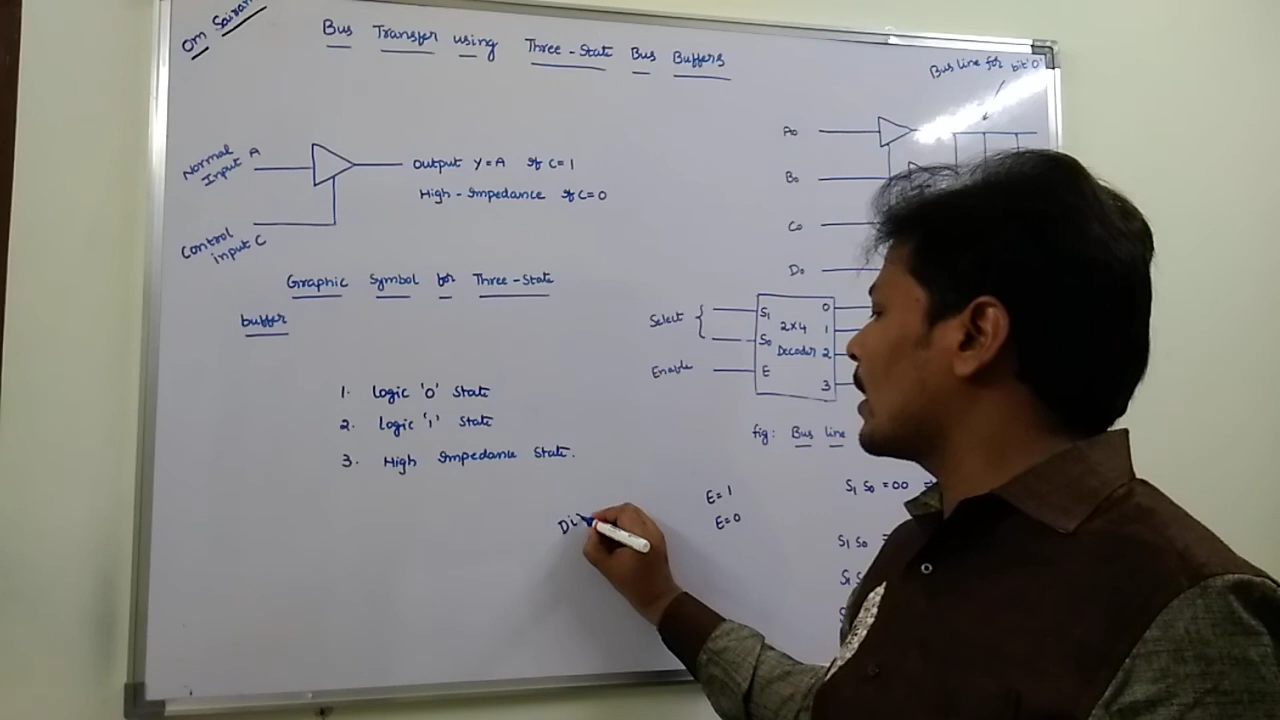 Om Sairam
Bus Transfer using Three-State Bus Buffers
Bus line for bit '0'
Normal
Input A
Output Y=A If C=1
High-Impedance If C=0
Control
input C
Graphic Symbol for Three-State
buffer
1. Logic '0' State
2. Logic '1' State
3. High Impedance State.
A0
B0
C0
D0
Select
Enable
S1
S0
E
2x4
Decoder
0
1
2
3
fig: Bus line
E=1
E=0
S1 S0 =00
S1 S0 =
Di